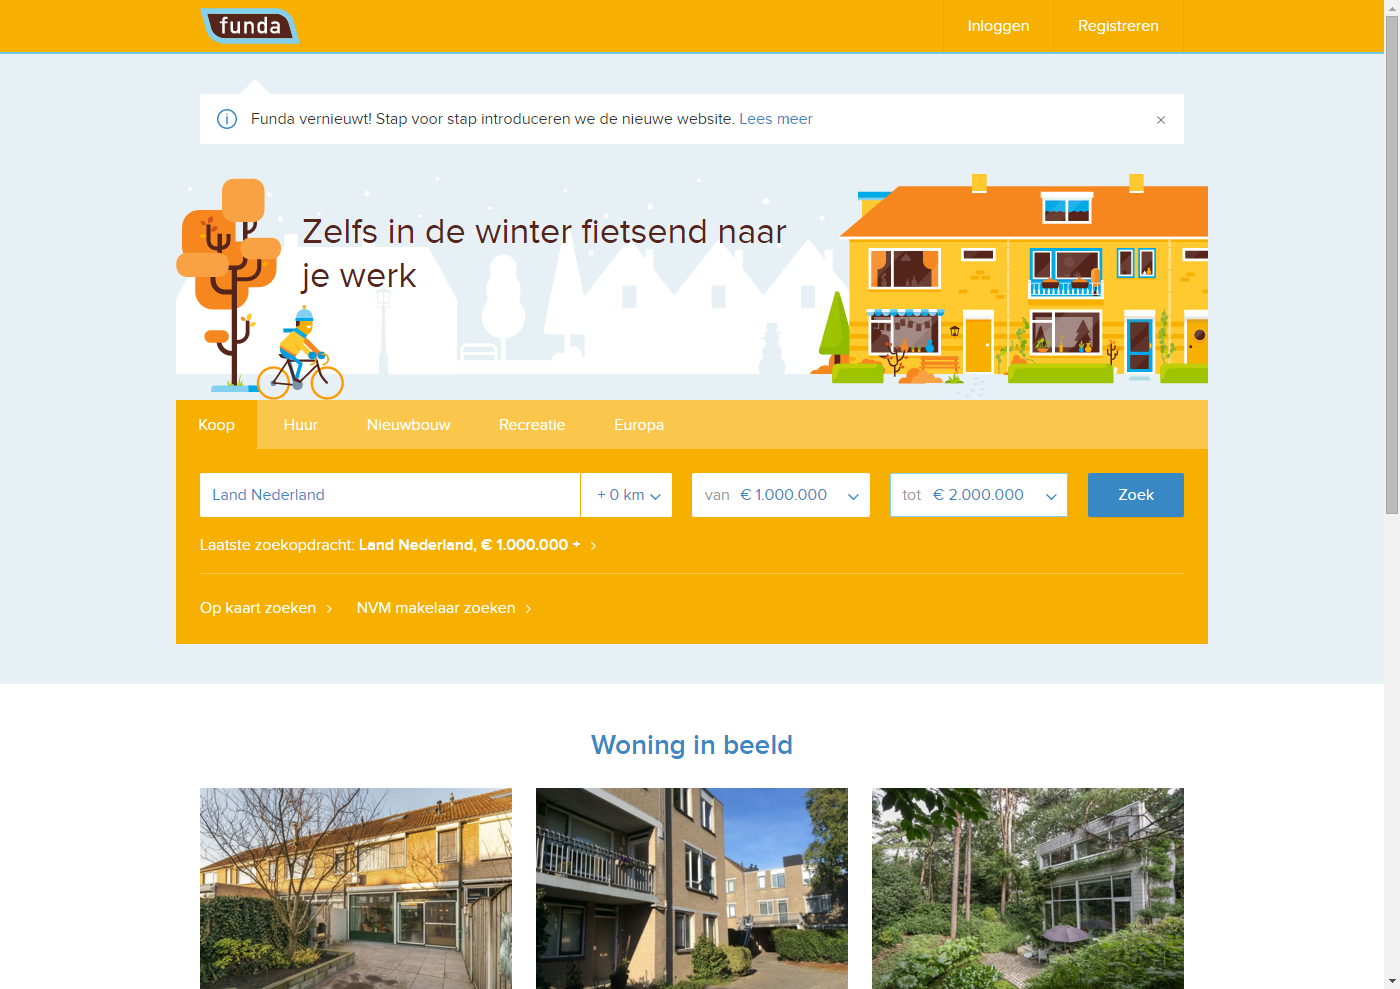 funda
Inloggen
Registreren
Funda vernieuwt! Stap voor stap introduceren we de nieuwe website. Lees meer
Zelfs in de winter fietsend naar
je werk
Koop
Huur
Nieuwbouw
Recreatie
Europa
Land Nederland
+ 0 km
van € 1.000.000
tot € 2.000.000
Zoek
Laatste zoekopdracht: Land Nederland, € 1.000.000 +
Op kaart zoeken
NVM makelaar zoeken
Woning in beeld